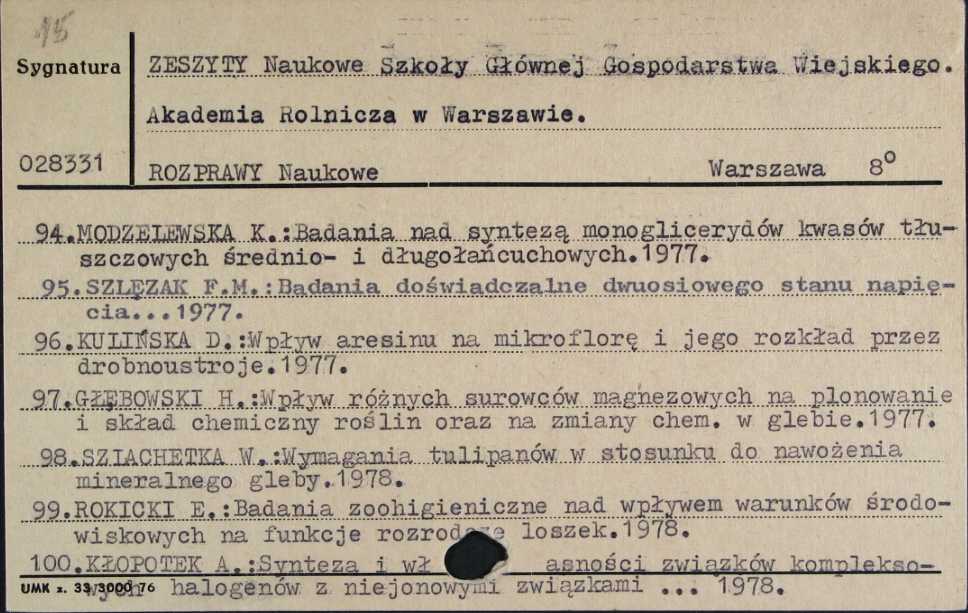 15
Sygnatura
ZESZYTY Naukowe Szkoły Głównej Gospodarstwa Wiejskiego.
Akademia Rolnicza w Warszawie.
028331
ROZPRAWY Naukowe Warszawa 8º
94.MODZELEWSKA K.:Badania nad syntezą monoglicerydów kwasów tłu-
szczowych średnio- i długołańcuchowych.1977.
95.SZLĘZAK F.M.:Badania doświadczalne dwuosiowego stanu napię-
cia...1977.
96.KULIŃSKA D.:Wpływ aresinu na mikroflorę i jego rozkład przez
drobnoustroje.1977.
97.GŁĘBOWSKI H.:Wpływ różnych surowców magnezowych na plonowanie
i skład chemiczny roślin oraz na zmiany chem. w glebie.1977.
98.SZLACHETKA W.:Wymagania tulipanów w stosunku do nawożenia
mineralnego gleby.1978.
99.ROKICKI E.:Badania zoohigieniczne nad wpływem warunków środo-
wiskowych na funkcje rozrodcze loszek.1978.
100.KŁOPOTEK A.:Synteza i wł asności związków komplekso-
wych halogenów z niejonowymi związkami ... 1978.
UMK z. 33 3000 76